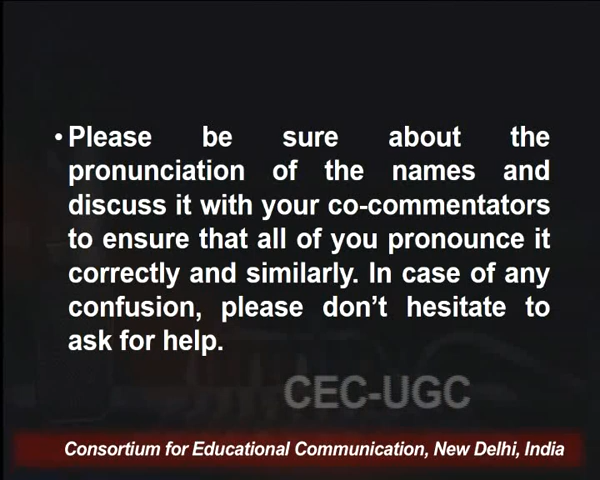 • Please be sure about the
pronunciation of the names and
discuss it with your co-commentators
to ensure that all of you pronounce it
correctly and similarly. In case of any
confusion, please don’t hesitate to
ask for help.
CEC-UGC
Consortium for Educational Communication, New Delhi, India